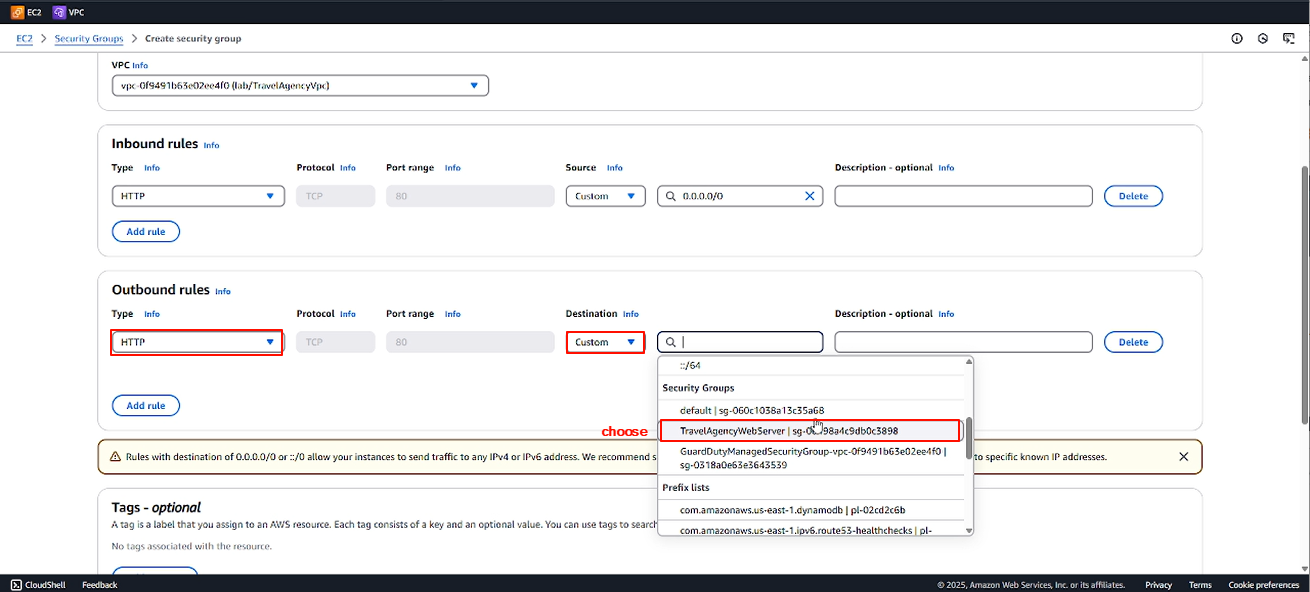 EC2 VPC
EC2 > Security Groups > Create security group
VPC Info
vpc-0f9491b63e02ee4f0 (lab/TravelAgencyVpc)
Inbound rules Info
Type Info Protocol Info Port range Info Source Info Description - optional Info
HTTP TCP 80 Custom 0.0.0.0/0 Delete
Add rule
Outbound rules Info
Type Info Protocol Info Port range Info Destination Info Description - optional Info
HTTP TCP 80 Custom Delete
::/64
Security Groups
Add rule
default | sg-060c1038a13c35a68
choose TravelAgencyWebServer |
GuardDutyManagedSecurityGroup-vpc-0f9491b63e02ee4f0 |
sg-0318a0e63e3643539
Rules with destination of 0.0.0.0/0 or ::/0 allow your instances to send traffic to any IPv4 or IPv6 address. We recommend s to specific known IP addresses.
Prefix lists
com.amazonaws.us-east-1.dynamodb | pl-02cd2c6b
com.amazonaws.us-east-1.ipv6.route53-healthchecks | pl-
Tags - optional
A tag is a label that you assign to an AWS resource. Each tag consists of a key and an optional value. You can use tags to search
No tags associated with the resource.
CloudShell Feedback © 2025, Amazon Web Services, Inc. or its affiliates. Privacy Terms Cookie preferences